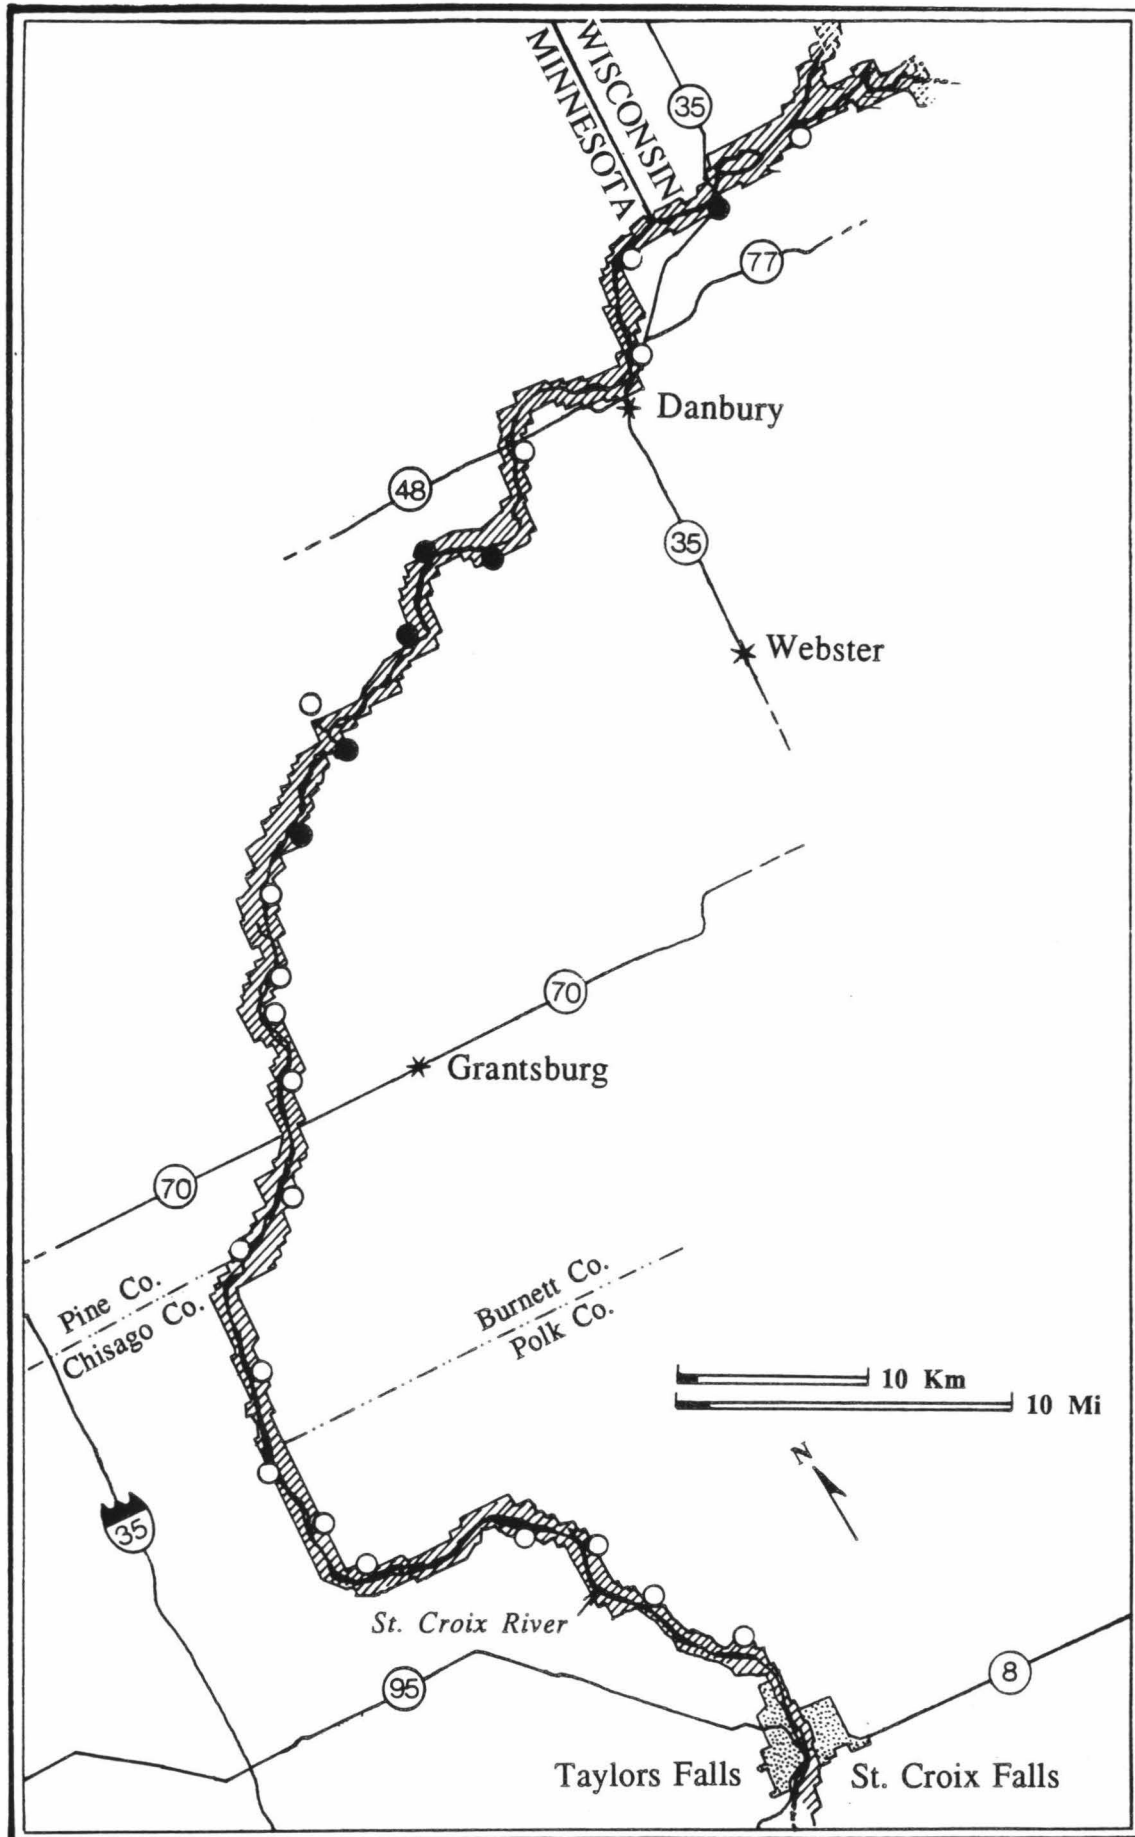 WISCONSIN
MINNESOTA
35
77
Danbury
48
35
Webster
70
Grantsburg
70
Pine Co.
Chisago Co.
Burnett Co.
Polk Co.
10 Km
10 Mi
N
35
St. Croix River
95
8
Taylors Falls
St. Croix Falls